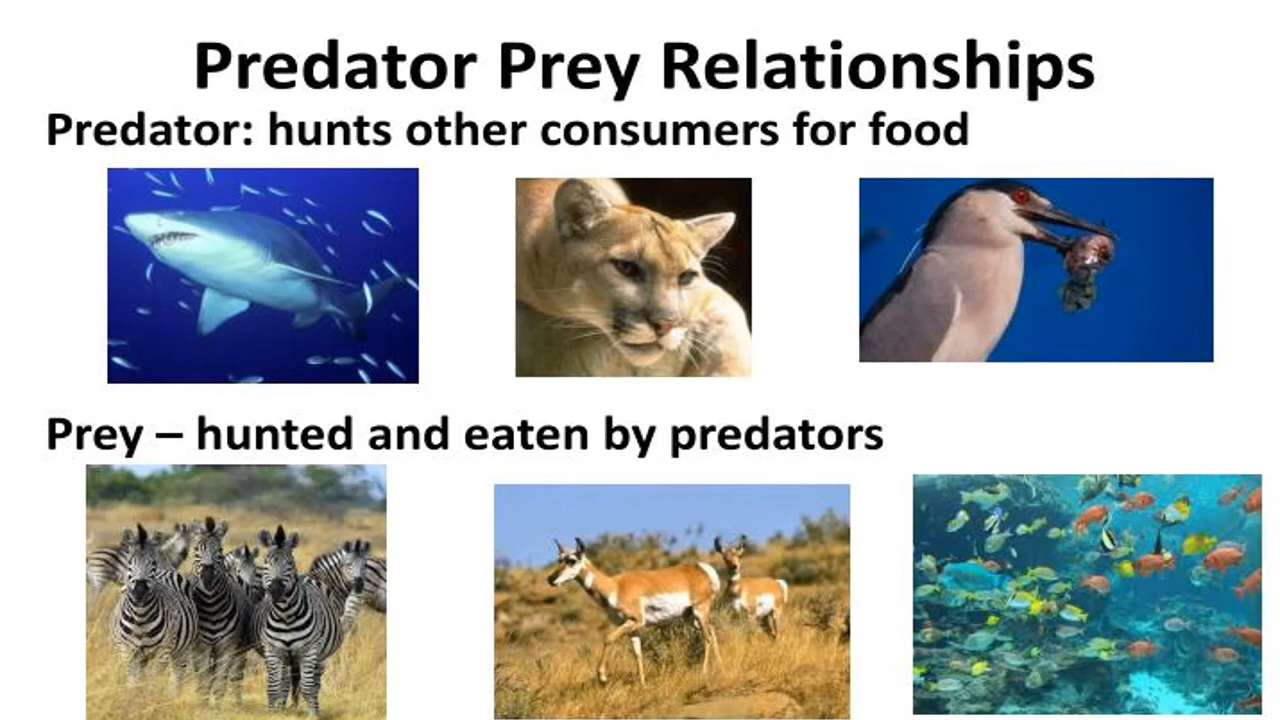 Predator Prey Relationships
Predator: hunts other consumers for food
Prey – hunted and eaten by predators